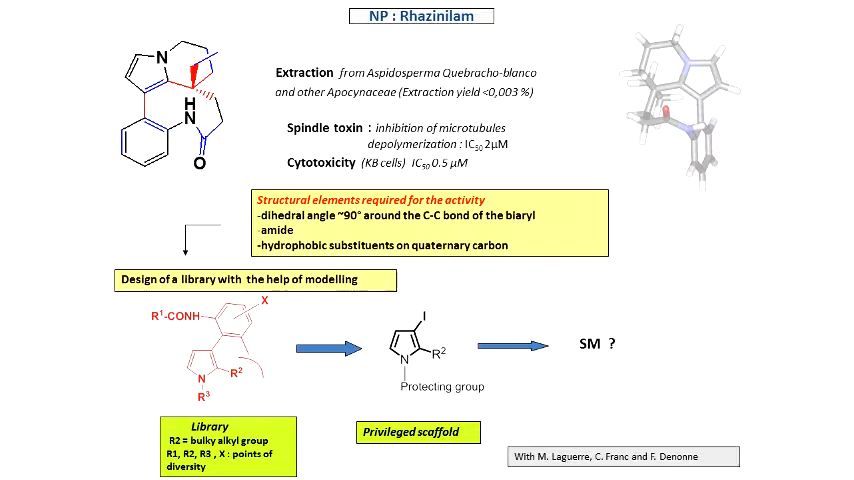 NP : Rhazinilam
Extraction from Aspidosperma Quebracho-blanco
and other Apocynaceae (Extraction yield <0,003 %)
Spindle toxin : inhibition of microtubules
depolymerization : IC50 2µM
Cytotoxicity (KB cells) IC50 0.5 µM
N
H
N
O
Structural elements required for the activity
-dihedral angle ~90° around the C-C bond of the biaryl
-amide
-hydrophobic substituents on quaternary carbon
Design of a library with the help of modelling
X
R1-CONH
R2
N
R3
I
R2
N
Protecting group
SM ?
Library
R2 = bulky alkyl group
R1, R2, R3 , X : points of
diversity
Privileged scaffold
With M. Laguerre, C. Franc and F. Denonne